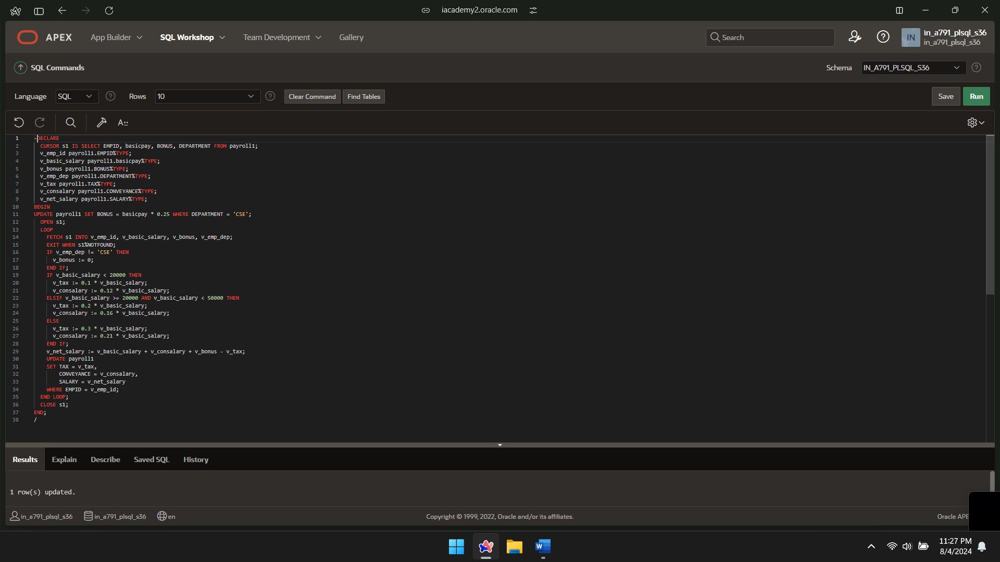 iacademy2.oracle.com
APEX App Builder SQL Workshop Team Development Gallery Search IN in_a791_plsql_s36
in_a791_plsql_s36
SQL Commands Schema IN_A791_PLSQL_S36
Language SQL Rows 10 Clear Command Find Tables Save Run
A
1 -DECLARE
2 CURSOR s1 IS SELECT EMPID, basicpay, BONUS, DEPARTMENT FROM payroll1;
3 v_emp_id payroll1.EMPID%TYPE;
4 v_basic_salary payroll1.basicpay%TYPE;
5 v_bonus payroll1.BONUS%TYPE;
6 v_emp_dep payroll1.DEPARTMENT%TYPE;
7 v_tax payroll1.TAX%TYPE;
8 v_consalary payroll1.CONVEYANCE%TYPE;
9 v_net_salary payroll1.SALARY%TYPE;
10 BEGIN
11 UPDATE payroll1 SET BONUS = basicpay * 0.25 WHERE DEPARTMENT = 'CSE';
12 OPEN s1;
13 LOOP
14 FETCH s1 INTO v_emp_id, v_basic_salary, v_bonus, v_emp_dep;
15 EXIT WHEN s1%NOTFOUND;
16 IF v_emp_dep != 'CSE' THEN
17 v_bonus := 0;
18 END IF;
19 IF v_basic_salary < 20000 THEN
20 v_tax := 0.1 * v_basic_salary;
21 v_consalary := 0.12 * v_basic_salary;
22 ELSIF v_basic_salary >= 20000 AND v_basic_salary < 50000 THEN
23 v_tax := 0.2 * v_basic_salary;
24 v_consalary := 0.16 * v_basic_salary;
25 ELSE
26 v_tax := 0.3 * v_basic_salary;
27 v_consalary := 0.21 * v_basic_salary;
28 END IF;
29 v_net_salary := v_basic_salary + v_consalary + v_bonus - v_tax;
30 UPDATE payroll1
31 SET TAX = v_tax,
32 CONVEYANCE = v_consalary,
33 SALARY = v_net_salary
34 WHERE EMPID = v_emp_id;
35 END LOOP;
36 CLOSE s1;
37 END;
38 /
Results Explain Describe Saved SQL History
1 row(s) updated.
in_a791_plsql_s36 in_a791_plsql_s36 en Copyright © 1999, 2022, Oracle and/or its affiliates. Oracle APE
W 11:27 PM
8/4/2024